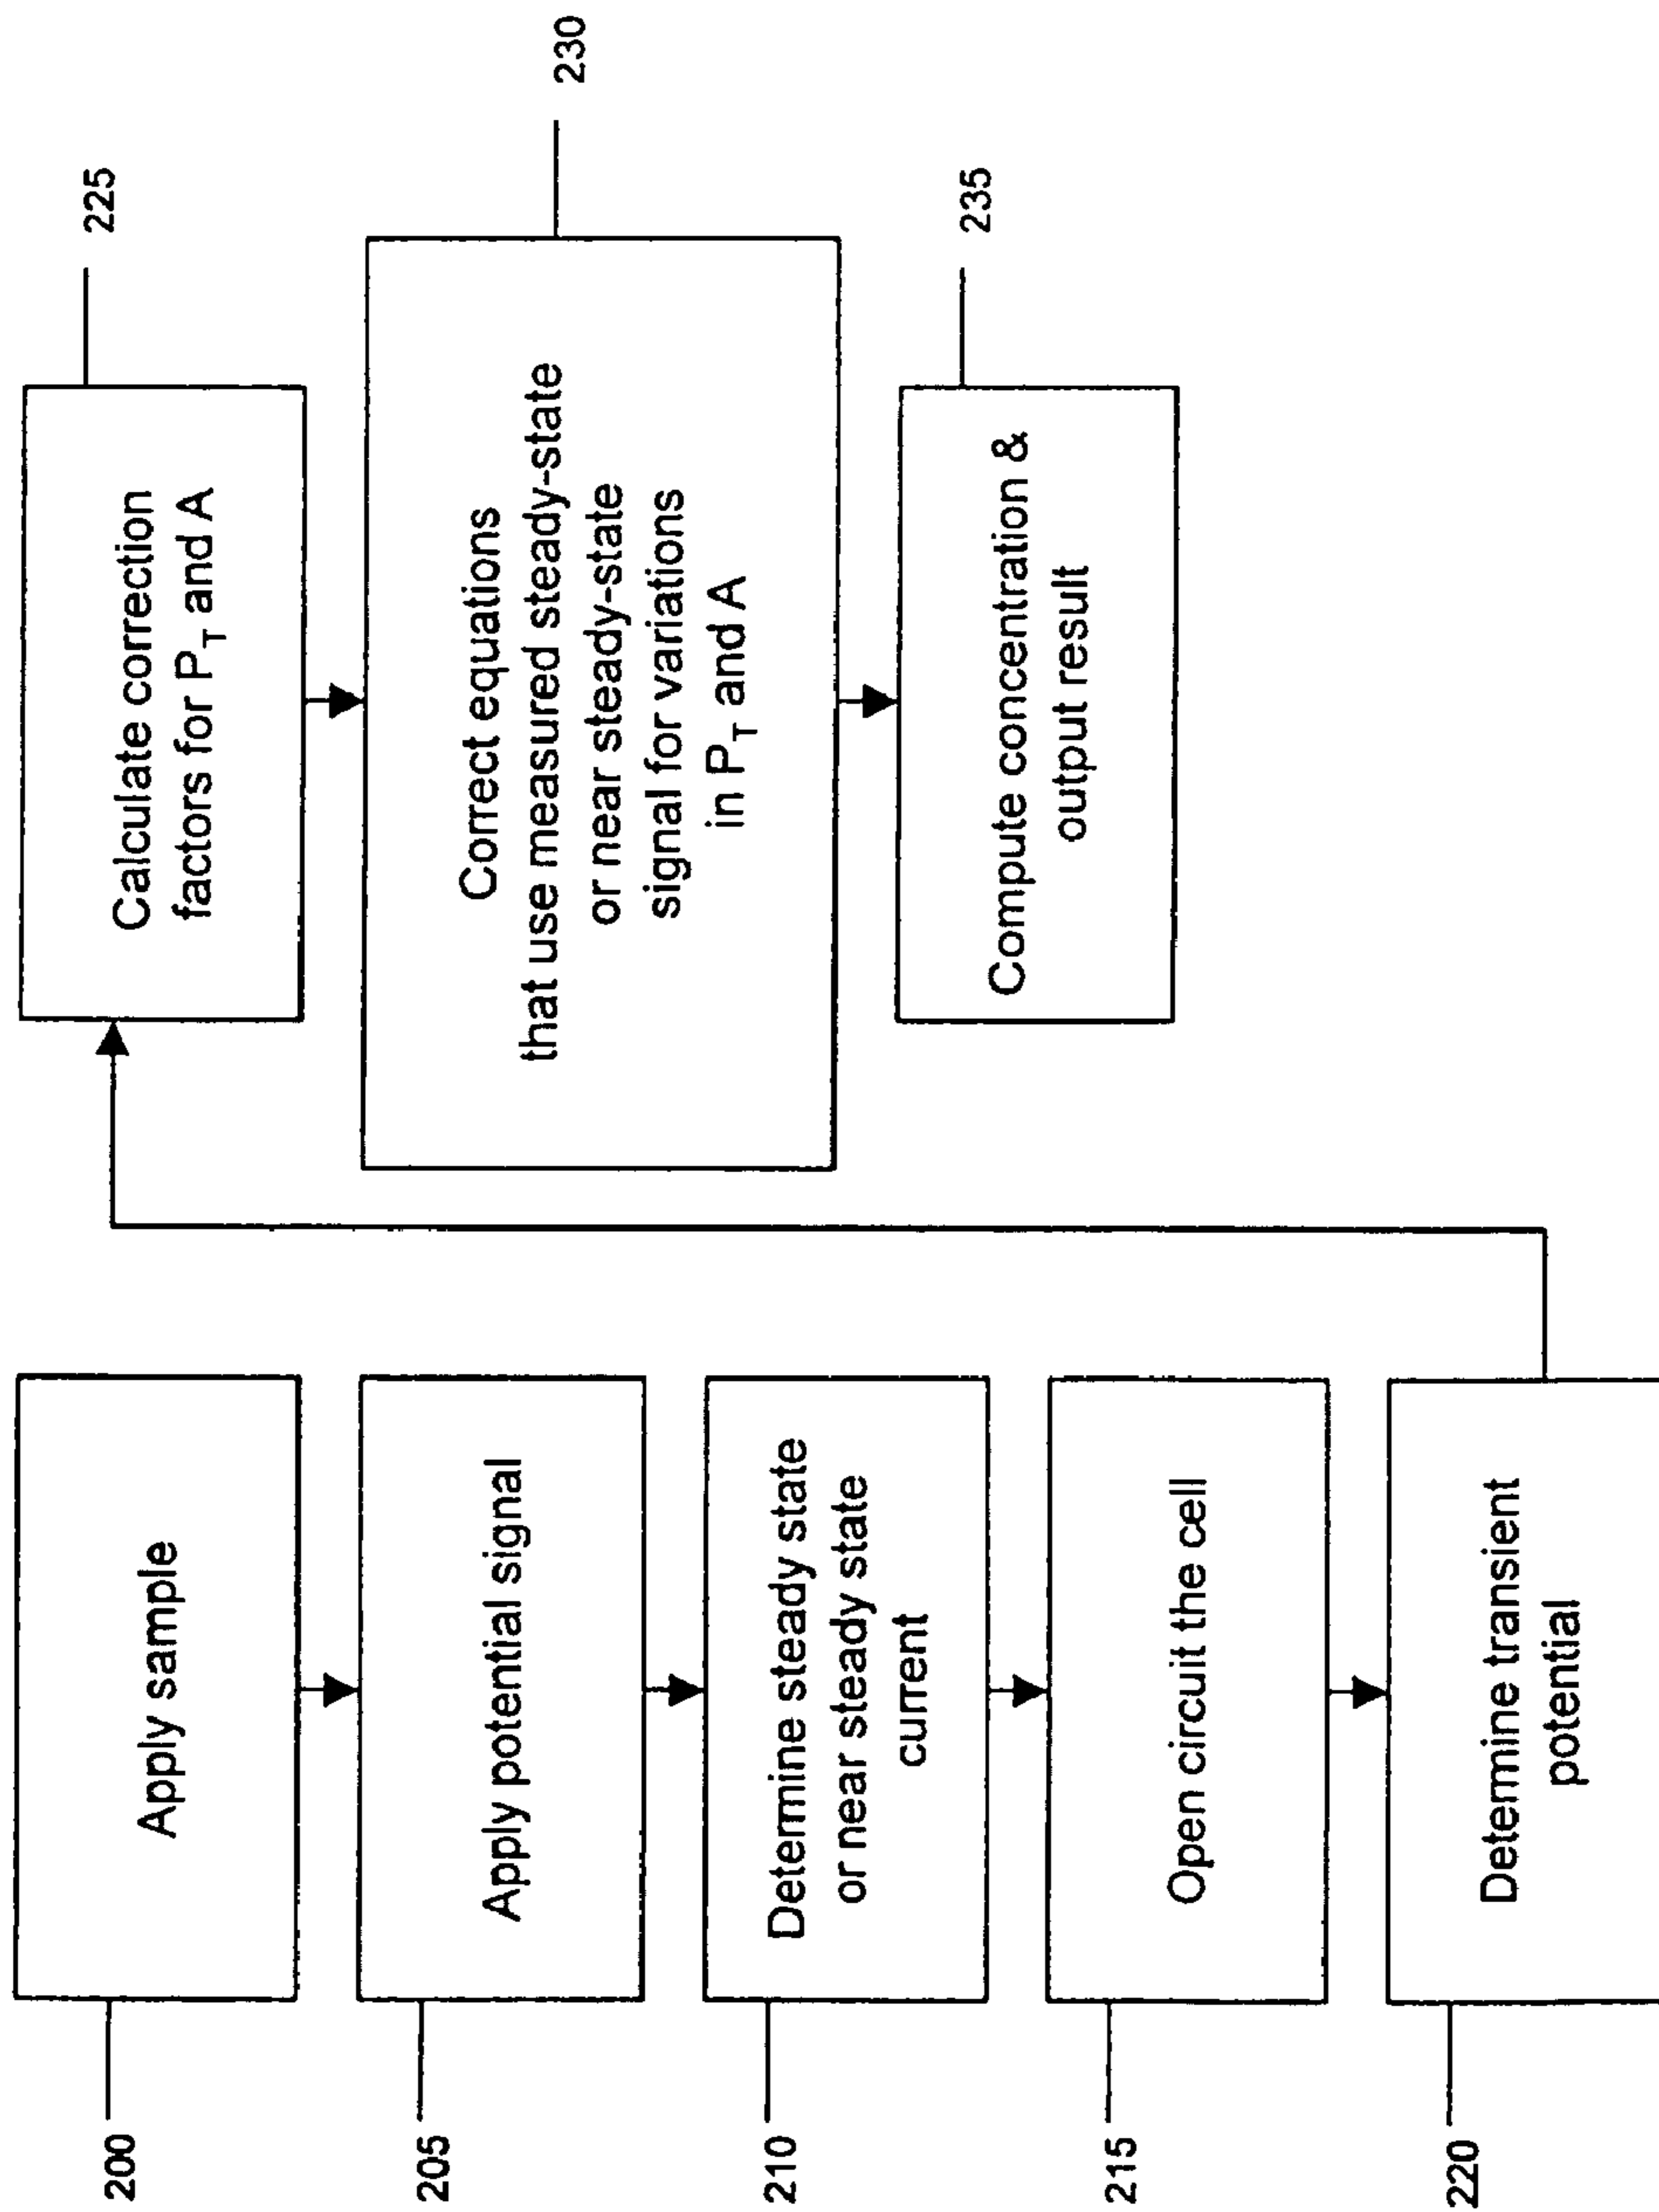 200
Apply sample
205
Apply potential signal
210
Determine steady state
or near steady state
current
215
Open circuit the cell
220
Determine transient
potential
225
Calculate correction
factors for P_T and A
230
Correct equations
that use measured steady-state
or near steady-state
signal for variations
in P_T and A
235
Compute concentration &
output result